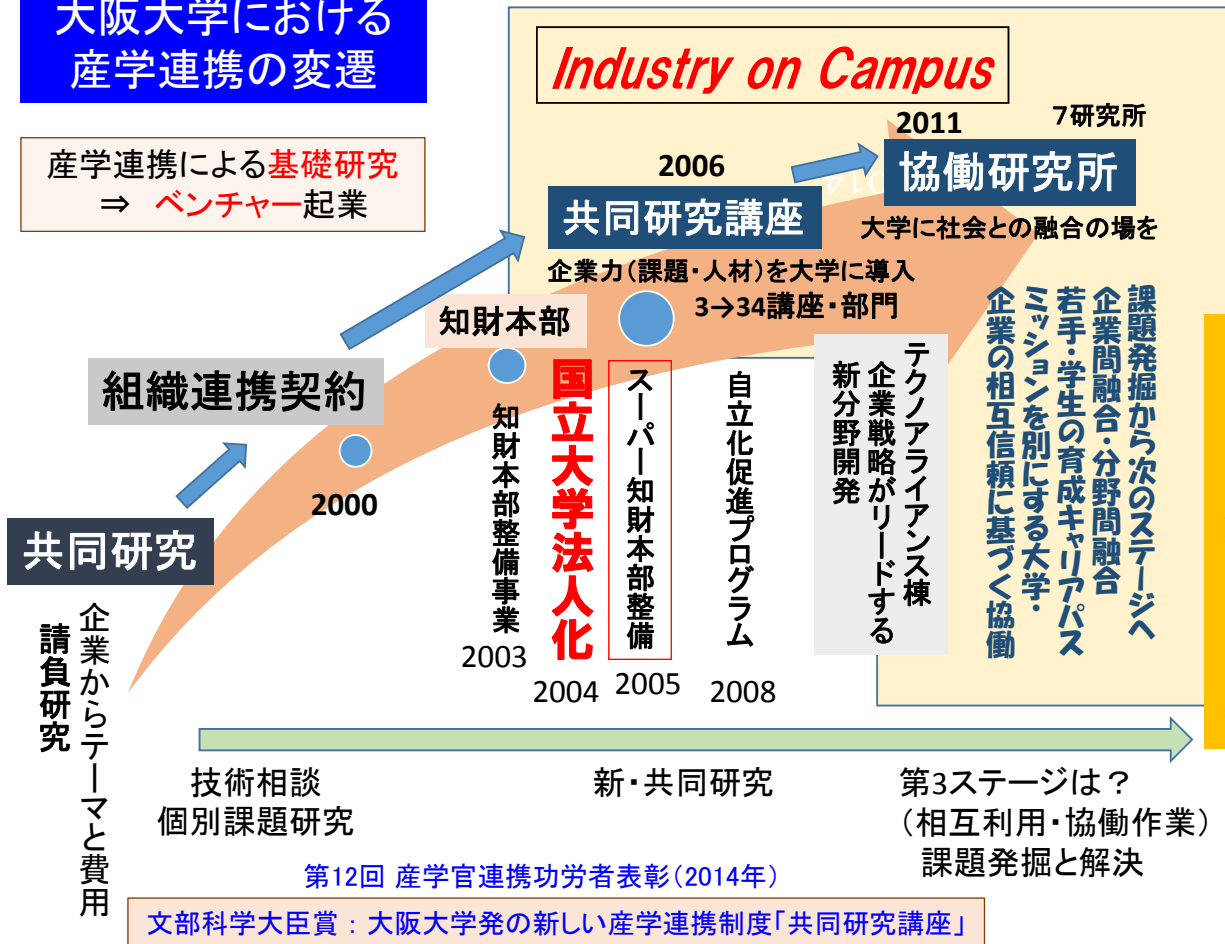 大阪大学における
産学連携の変遷
産学連携による基礎研究
⇒ ベンチャー起業
Industry on Campus
2011
7研究所
協働研究所
大学に社会との融合の場を
2006
共同研究講座
企業力(課題・人材)を大学に導入
3→34講座・部門
知財本部
組織連携契約
2000
共同研究
企業からテーマと費用
請負研究
知財本部整備事業
2003
国立大学法人化
2004
スーパー知財本部整備
2005
自立化促進プログラム
2008
テクノアライアンス棟
企業戦略がリードする
新分野開発
課題発掘から次のステージへ
企業間融合・分野間融合
若手・学生の育成キャリアパス
ミッションを別にする大学・
企業の相互信頼に基づく協働
技術相談
個別課題研究
新・共同研究
第3ステージは?
(相互利用・協働作業)
課題発掘と解決
第12回 産学官連携功労者表彰(2014年)
文部科学大臣賞:大阪大学発の新しい産学連携制度「共同研究講座」